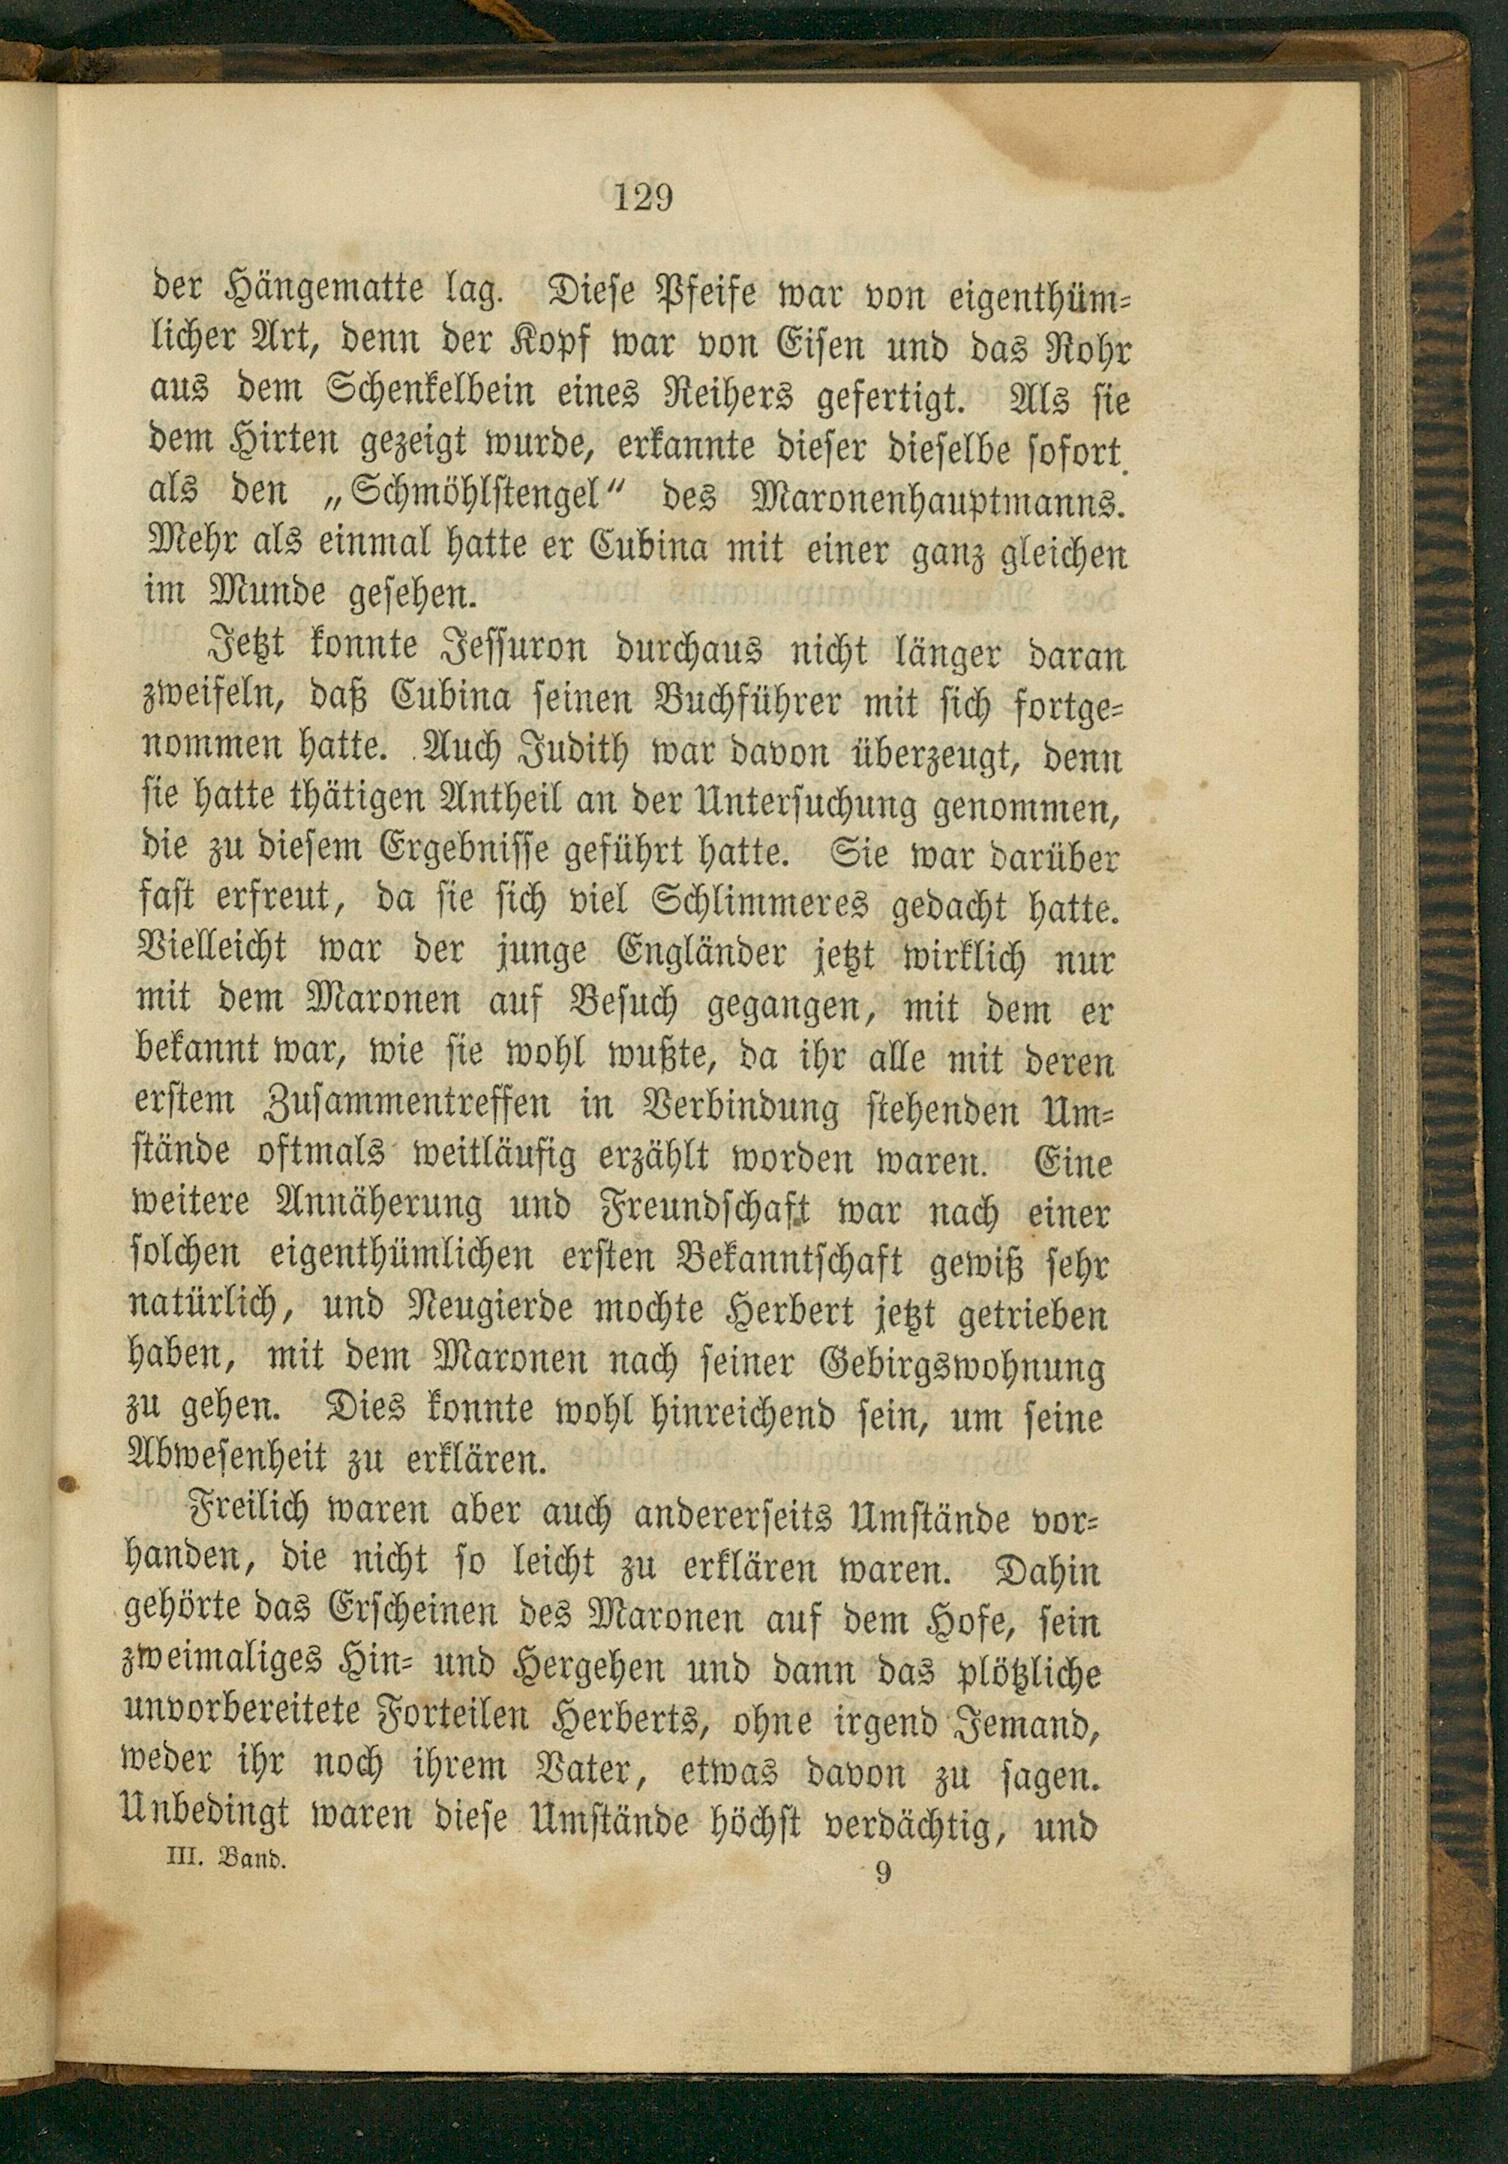 129
der Hängematte lag. Diese Pfeife war von eigenthüm-
licher Art, denn der Kopf war von Eisen und das Rohr
aus dem Schenkelbein eines Reihers gefertigt. Als sie
dem Hirten gezeigt wurde, erkannte dieser dieselbe sofort
als den „Schmöhlstengel“ des Maronenhauptmanns.
Mehr als einmal hatte er Cubina mit einer ganz gleichen
im Munde gesehen.
Jetzt konnte Jessuron durchaus nicht länger daran
zweifeln, daß Cubina seinen Buchführer mit sich fortge-
nommen hatte. Auch Judith war davon überzeugt, denn
sie hatte thätigen Antheil an der Untersuchung genommen,
die zu diesem Ergebnisse geführt hatte. Sie war darüber
fast erfreut, da sie sich viel Schlimmeres gedacht hatte.
Vielleicht war der junge Engländer jetzt wirklich nur
mit dem Maronen auf Besuch gegangen, mit dem er
bekannt war, wie sie wohl wußte, da ihr alle mit deren
erstem Zusammentreffen in Verbindung stehenden Um-
stände oftmals weitläufig erzählt worden waren. Eine
weitere Annäherung und Freundschaft war nach einer
solchen eigenthümlichen ersten Bekanntschaft gewiß sehr
natürlich, und Neugierde mochte Herbert jetzt getrieben
haben, mit dem Maronen nach seiner Gebirgswohnung
zu gehen. Dies konnte wohl hinreichend sein, um seine
Abwesenheit zu erklären.
Freilich waren aber auch andererseits Umstände vor-
handen, die nicht so leicht zu erklären waren. Dahin
gehörte das Erscheinen des Maronen auf dem Hofe, sein
zweimaliges Hin- und Hergehen und dann das plötzliche
unvorbereitete Forteilen Herberts, ohne irgend Jemand,
weder ihr noch ihrem Vater, etwas davon zu sagen.
Unbedingt waren diese Umstände höchst verdächtig, und
III. Band.
9